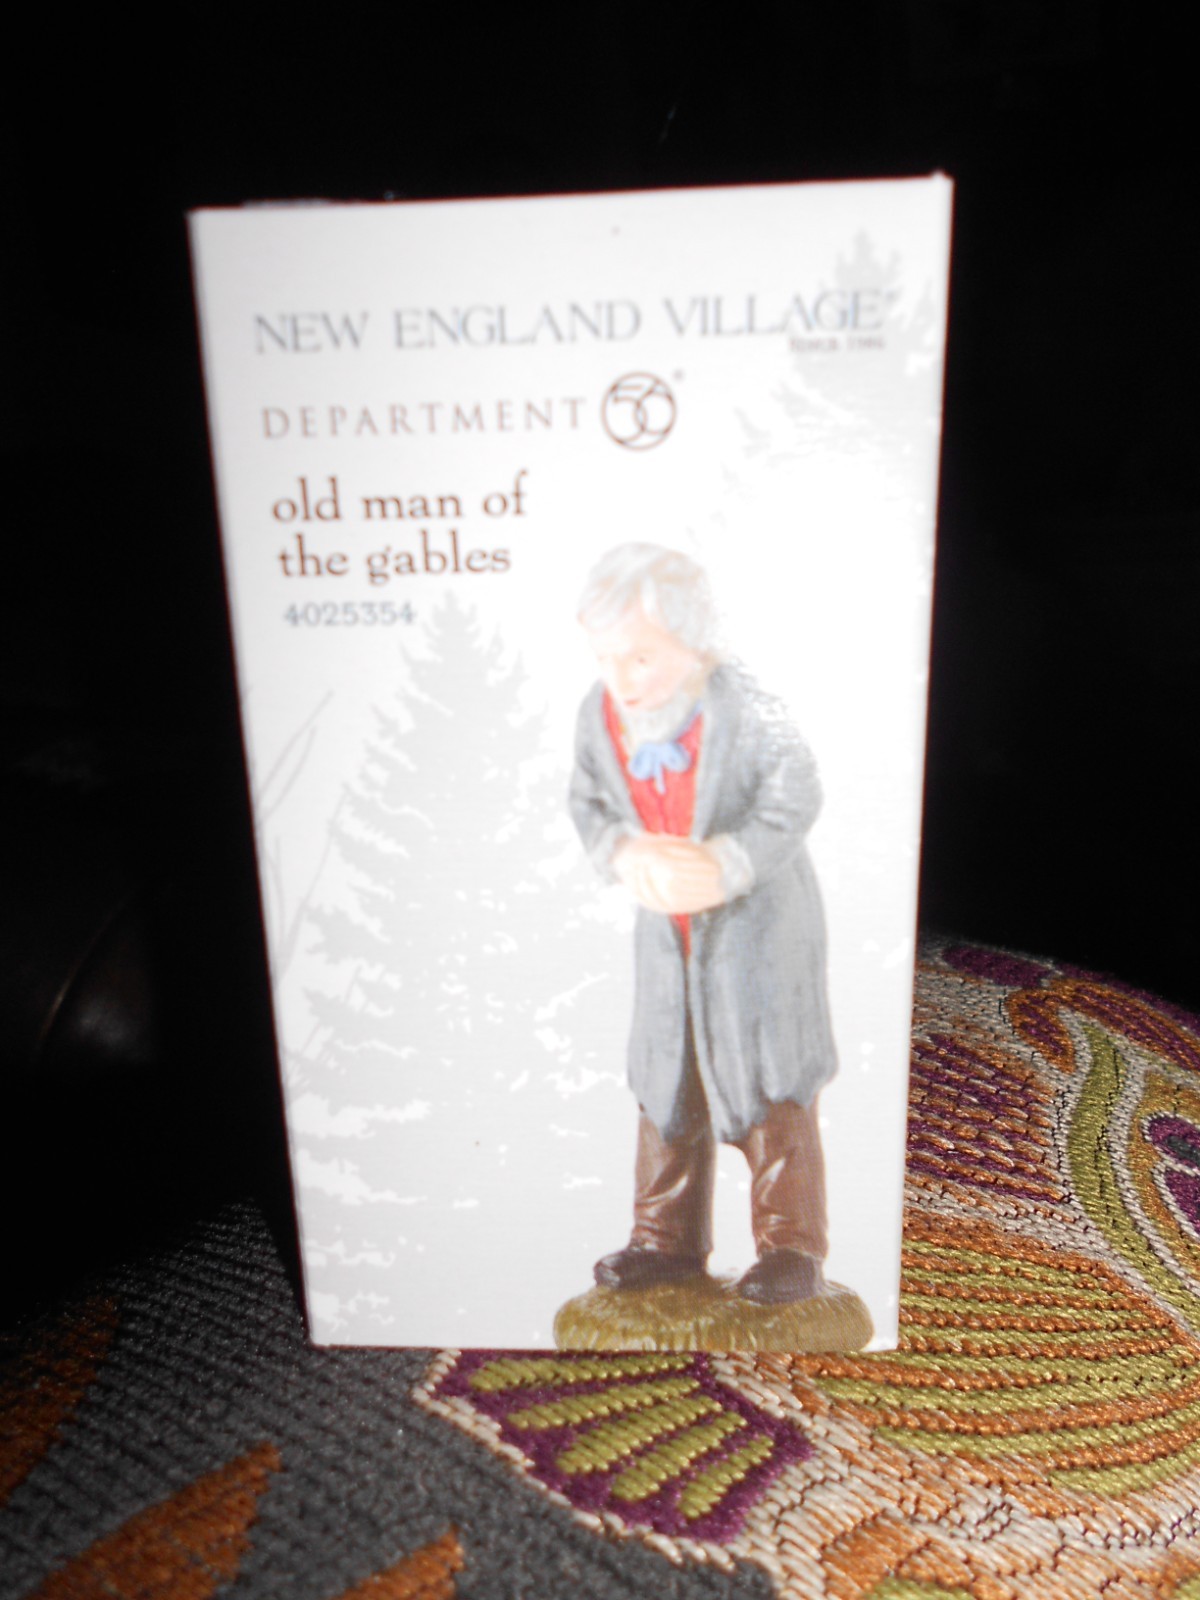 NEW ENGLAND VILLAGE®
DEPARTMENT 56®
old man of
the gables
4025354